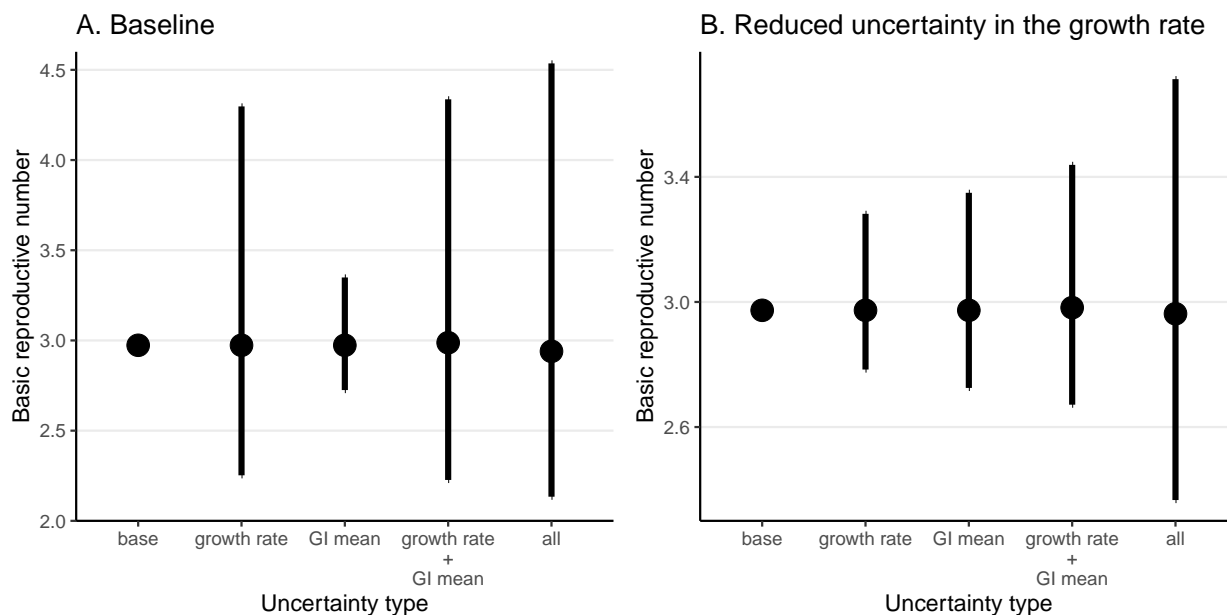 A. Baseline
Basic reproductive number
4.5
4.0
3.5
3.0
2.5
2.0
base
growth rate
GI mean
growth rate
+
GI mean
all
Uncertainty type
B. Reduced uncertainty in the growth rate
Basic reproductive number
3.4
3.0
2.6
base
growth rate
GI mean
growth rate
+
GI mean
all
Uncertainty type